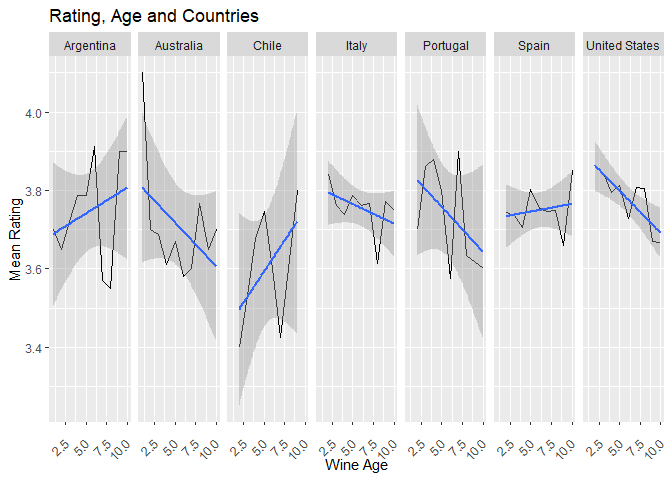 Rating, Age and Countries
Argentina Australia Chile Italy Portugal Spain United States
Mean Rating
4.0
3.8
3.6
3.4
2.5 5.0 7.5 10.0 2.5 5.0 7.5 10.0 2.5 5.0 7.5 10.0 2.5 5.0 7.5 10.0 2.5 5.0 7.5 10.0 2.5 5.0 7.5 10.0 2.5 5.0 7.5 10.0
Wine Age